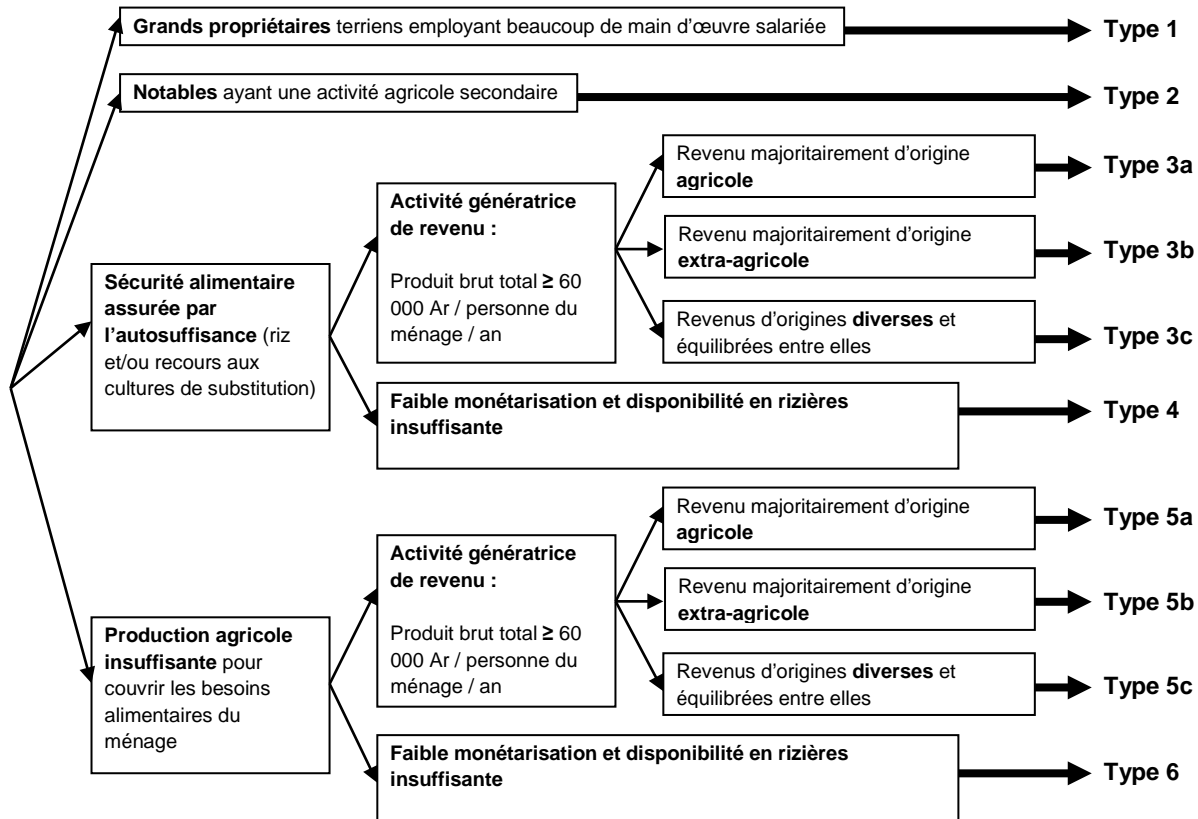 Grands propriétaires terriens employant beaucoup de main d'œuvre salariée
Type 1
Notables ayant une activité agricole secondaire
Type 2
Sécurité alimentaire
assurée par
l'autosuffisance (riz
et/ou recours aux
cultures de substitution)
Activité génératrice
de revenu :
Produit brut total ≥ 60
000 Ar / personne du
ménage / an
Revenu majoritairement d'origine
agricole
Type 3a
Revenu majoritairement d'origine
extra-agricole
Type 3b
Revenus d'origines diverses et
équilibrées entre elles
Type 3c
Faible monétarisation et disponibilité en rizières
insuffisante
Type 4
Production agricole
insuffisante pour
couvrir les besoins
alimentaires du
ménage
Activité génératrice
de revenu :
Produit brut total ≥ 60
000 Ar / personne du
ménage / an
Revenu majoritairement d'origine
agricole
Type 5a
Revenu majoritairement d'origine
extra-agricole
Type 5b
Revenus d'origines diverses et
équilibrées entre elles
Type 5c
Faible monétarisation et disponibilité en rizières
insuffisante
Type 6